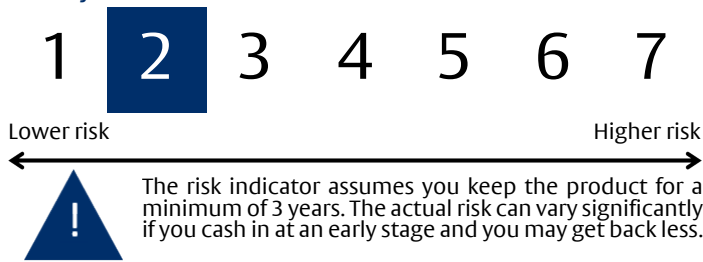 1 2 3 4 5 6 7
Lower risk Higher risk
!
The risk indicator assumes you keep the product for a
minimum of 3 years. The actual risk can vary significantly
if you cash in at an early stage and you may get back less.